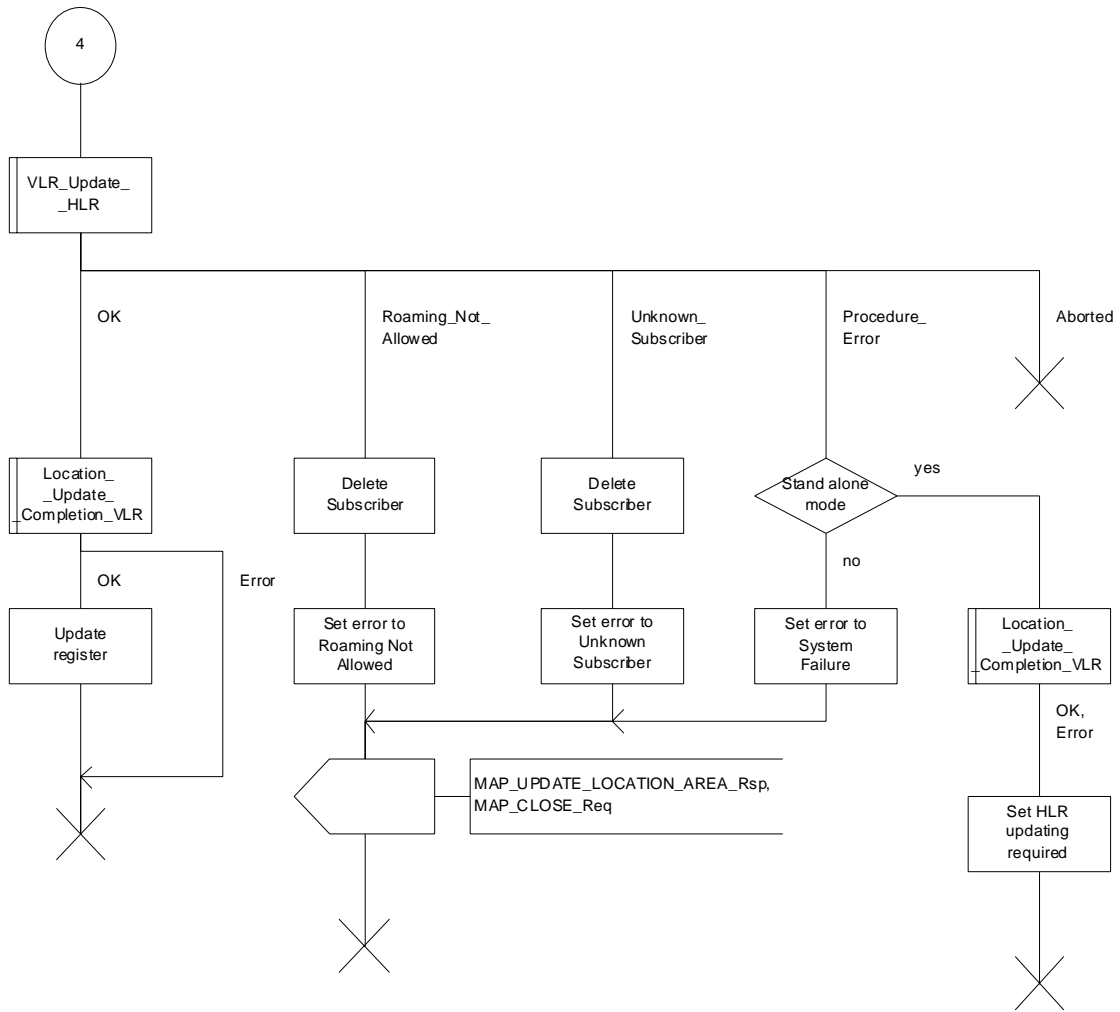 4
VLR_Update_
_HLR
OK
Roaming_Not_
Allowed
Unknown_
Subscriber
Procedure_
Error
Aborted
Location_
_Update_
_Completion_VLR
Delete
Subscriber
Delete
Subscriber
Stand alone
mode
yes
OK
Error
no
Update
register
Set error to
Roaming Not
Allowed
Set error to
Unknown
Subscriber
Set error to
System
Failure
Location_
_Update_
_Completion_VLR
OK,
Error
MAP_UPDATE_LOCATION_AREA_Rsp,
MAP_CLOSE_Req
Set HLR
updating
required